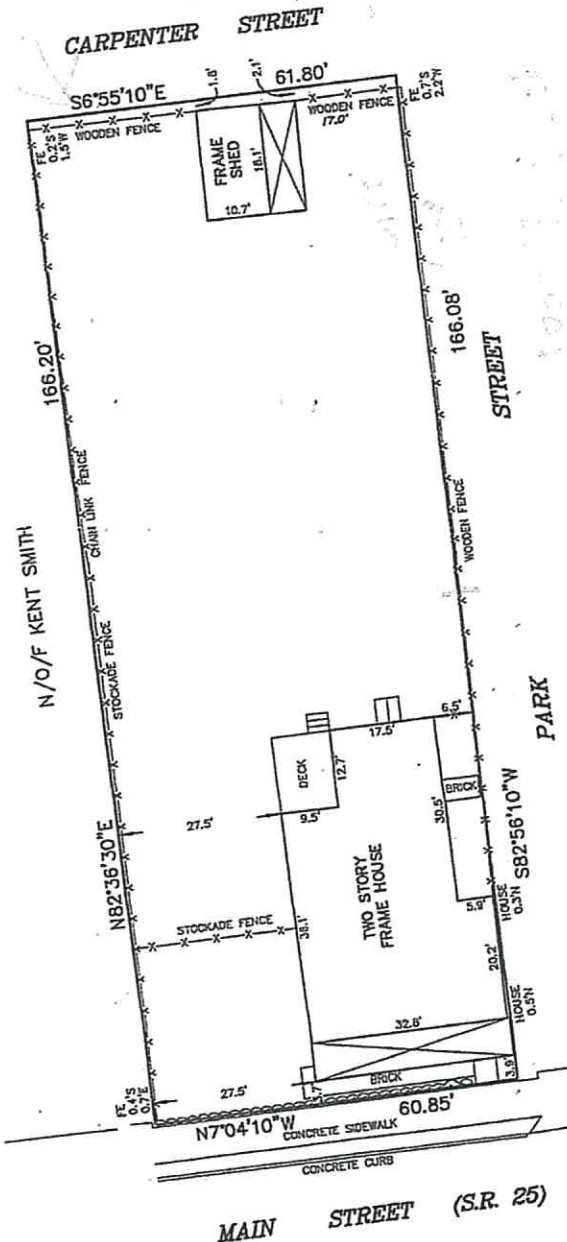 CARPENTER STREET
S6°55'10"E
1.8'
2.1'
61.80'
WOODEN FENCE
WOODEN FENCE
17.0'
FE
0.2'S
1.5'W
FE
0.7'S
2.2'W
FRAME
SHED
16.1'
10.7'
166.20'
166.08'
CHAIN LINK FENCE
STOCKADE FENCE
N/O/F KENT SMITH
N82°36'30"E
WOODEN FENCE
PARK STREET
S82°56'10"W
6.5'
17.5'
DECK
12.7'
9.5'
27.5'
BRICK
30.5'
TWO STORY
FRAME HOUSE
5.9'
HOUSE
0.3'N
STOCKADE FENCE
20.2'
HOUSE
0.5'N
32.8'
BRICK
3.7'
3.9'
27.5'
FE
0.4'S
0.7'E
N7°04'10"W
60.85'
CONCRETE SIDEWALK
CONCRETE CURB
MAIN STREET (S.R. 25)